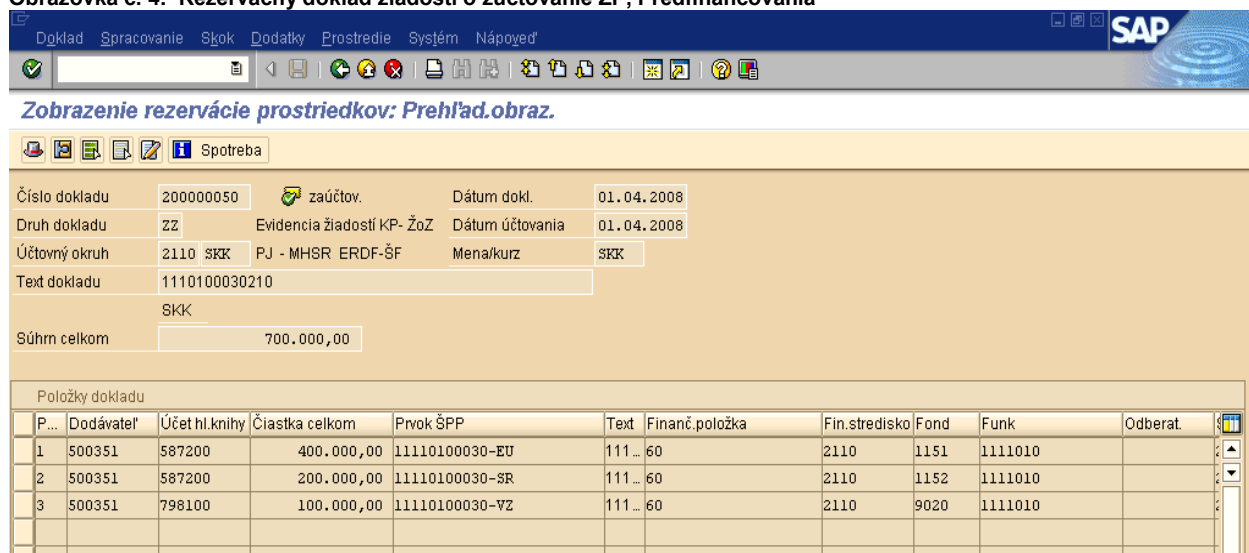 Obrazovka č. 4: Rezervačný doklad žiadosti o zúčtovanie ZP, Predfinancovania
Doklad Spracovanie Skok Dodatky Prostredie Systém Nápoveď
SAP
Zobrazenie rezervácie prostriedkov: Prehľad.obraz.
Spotreba
Číslo dokladu 200000050 zaúčtov. Dátum dokl. 01.04.2008
Druh dokladu ZZ Evidencia žiadostí KP- ŽoZ Dátum účtovania 01.04.2008
Účtovný okruh 2110 SKK PJ - MHSR ERDF-ŠF Mena/kurz SKK
Text dokladu 1110100030210
SKK
Súhrn celkom 700.000,00
Položky dokladu
P... Dodávateľ Účet hl.knihy Čiastka celkom Prvok ŠPP Text Finanč.položka Fin.stredisko Fond Funk Odberat.
1 500351 587200 400.000,00 11110100030-EU 111... 60 2110 1151 1111010
2 500351 587200 200.000,00 11110100030-SR 111... 60 2110 1152 1111010
3 500351 798100 100.000,00 11110100030-VZ 111... 60 2110 9020 1111010